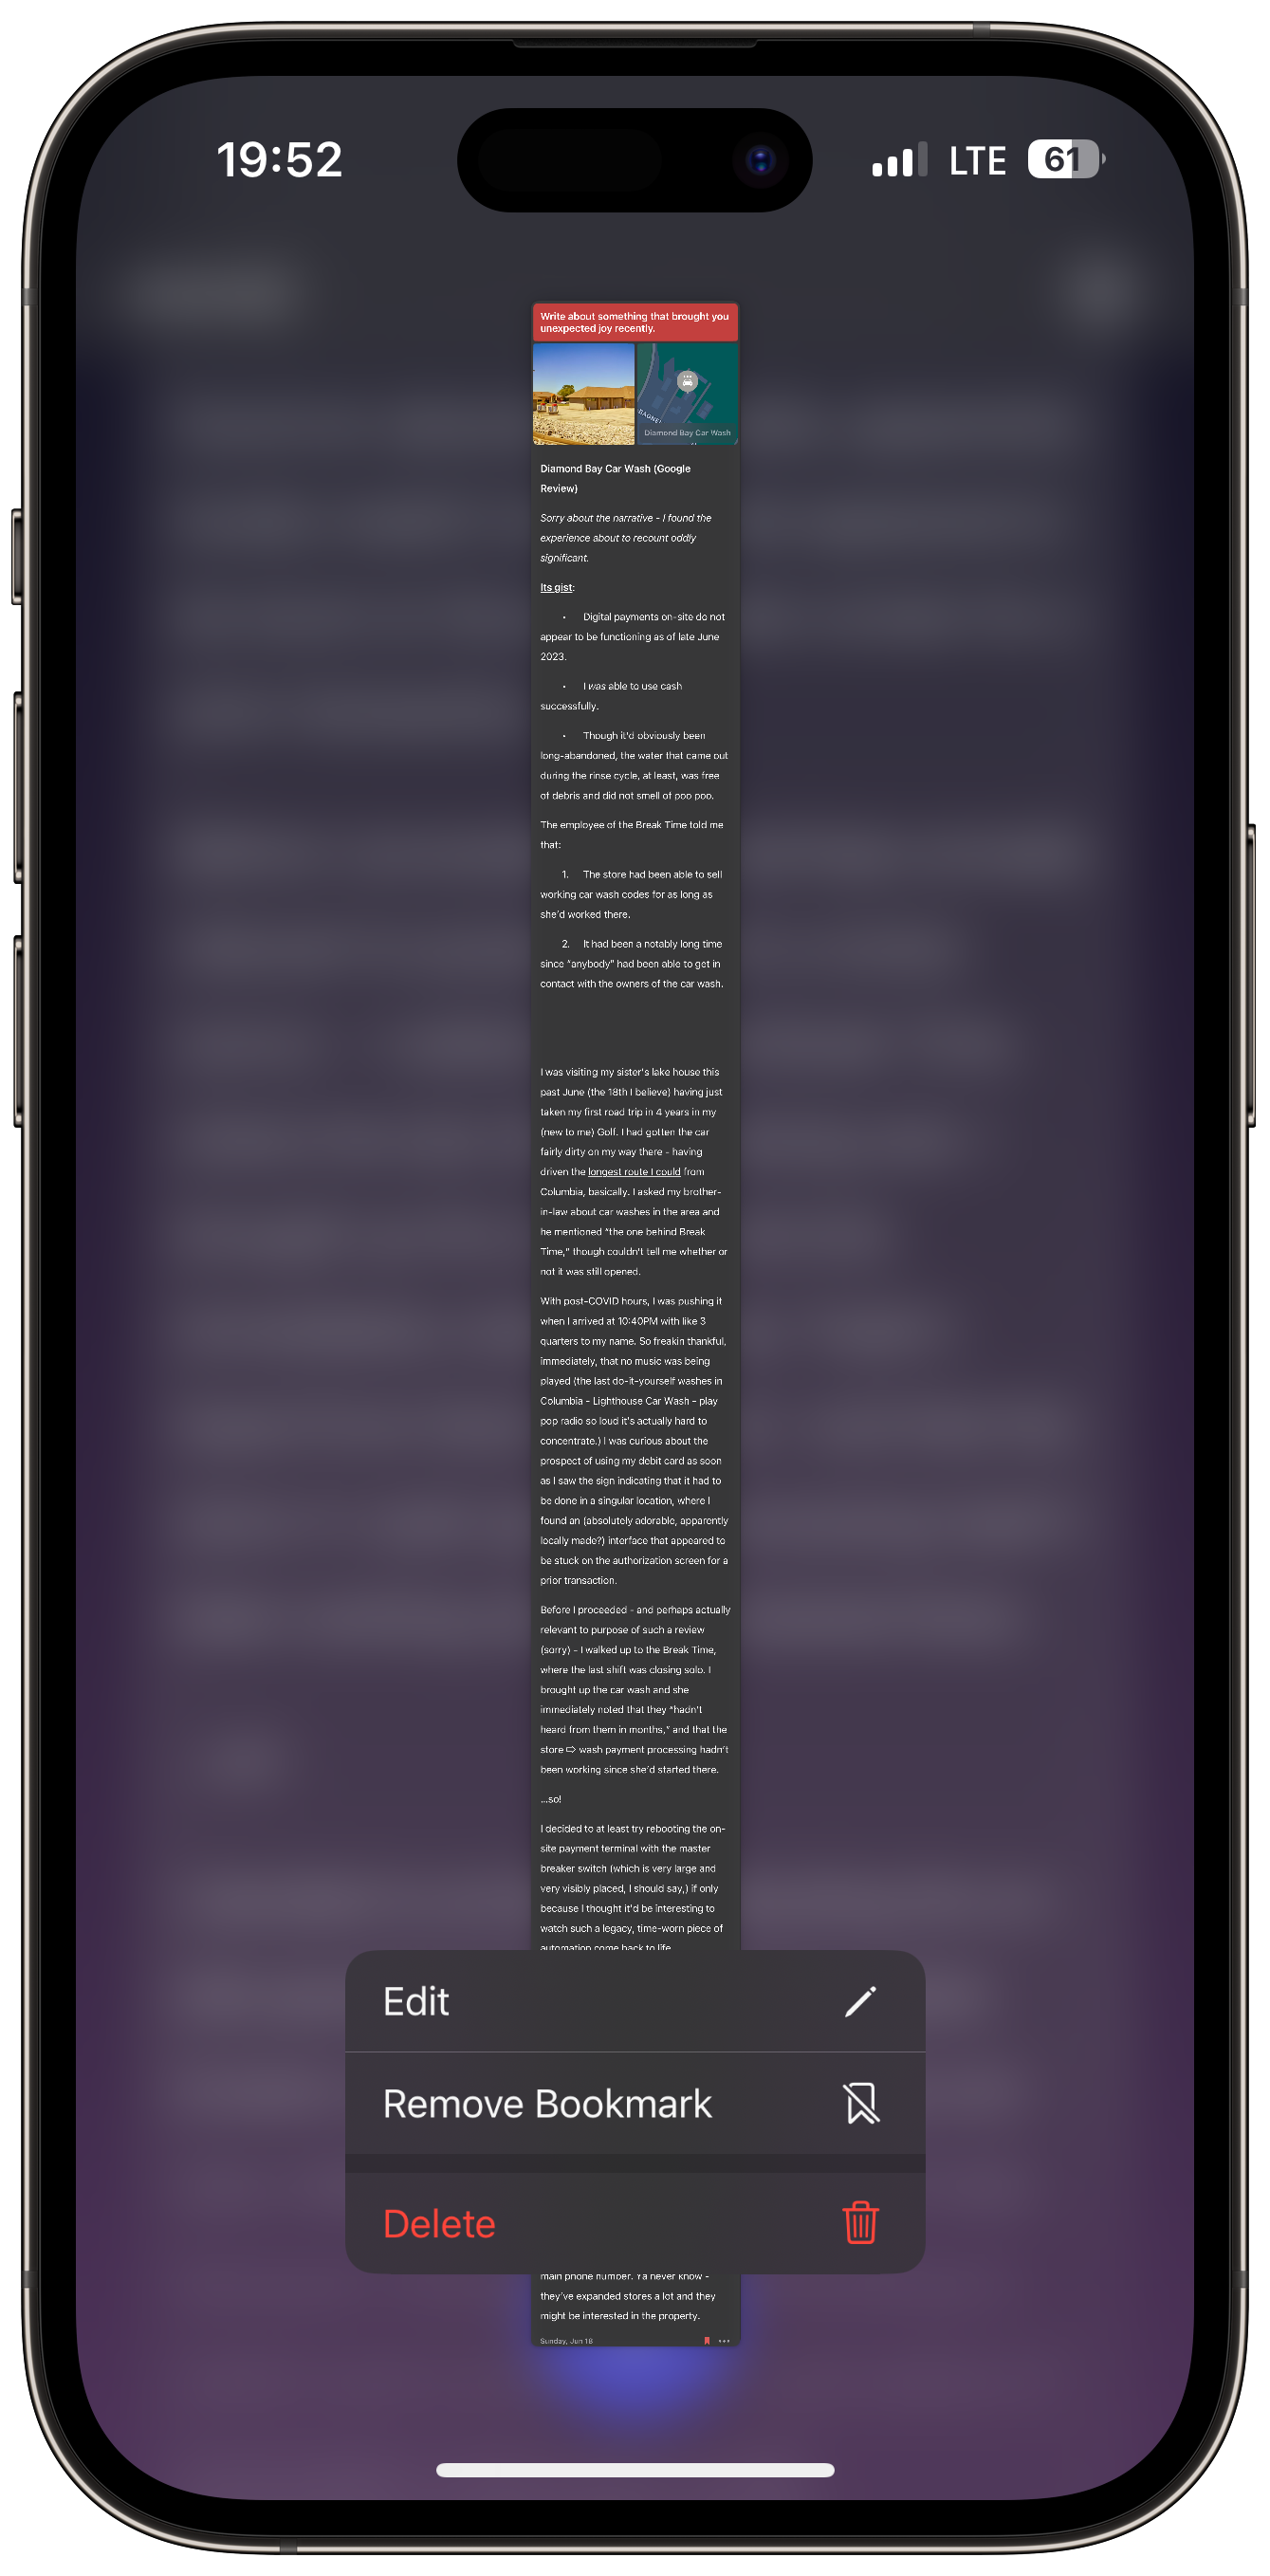 19:52
LTE
61
Write about something that brought you
unexpected joy recently.
BAGNE
Diamond Bay Car Wash
Diamond Bay Car Wash (Google
Review)
Sorry about the narrative - I found the
experience about to recount oddly
significant.
Its gist:
• Digital payments on-site do not
appear to be functioning as of late June
2023.
• I was able to use cash
successfully.
• Though it'd obviously been
long-abandoned, the water that came out
during the rinse cycle, at least, was free
of debris and did not smell of poo poo.
The employee of the Break Time told me
that:
1. The store had been able to sell
working car wash codes for as long as
she'd worked there.
2. It had been a notably long time
since "anybody" had been able to get in
contact with the owners of the car wash.
I was visiting my sister's lake house this
past June (the 18th I believe) having just
taken my first road trip in 4 years in my
(new to me) Golf. I had gotten the car
fairly dirty on my way there - having
driven the longest route I could from
Columbia, basically. I asked my brother-
in-law about car washes in the area and
he mentioned "the one behind Break
Time," though couldn't tell me whether or
not it was still opened.
With post-COVID hours, I was pushing it
when I arrived at 10:40PM with like 3
quarters to my name. So freakin thankful,
immediately, that no music was being
played (the last do-it-yourself washes in
Columbia - Lighthouse Car Wash - play
pop radio so loud it's actually hard to
concentrate.) I was curious about the
prospect of using my debit card as soon
as I saw the sign indicating that it had to
be done in a singular location, where I
found an (absolutely adorable, apparently
locally made?) interface that appeared to
be stuck on the authorization screen for a
prior transaction.
Before I proceeded - and perhaps actually
relevant to purpose of such a review
(sorry) - I walked up to the Break Time,
where the last shift was closing solo. I
brought up the car wash and she
immediately noted that they "hadn't
heard from them in months," and that the
store ⇨ wash payment processing hadn't
been working since she'd started there.
...so!
I decided to at least try rebooting the on-
site payment terminal with the master
breaker switch (which is very large and
very visibly placed, I should say,) if only
because I thought it'd be interesting to
watch such a legacy, time-worn piece of
automation come back to life
Edit
Remove Bookmark
Delete
main phone number. Ya never know -
they've expanded stores a lot and they
might be interested in the property.
Sunday, Jun 18